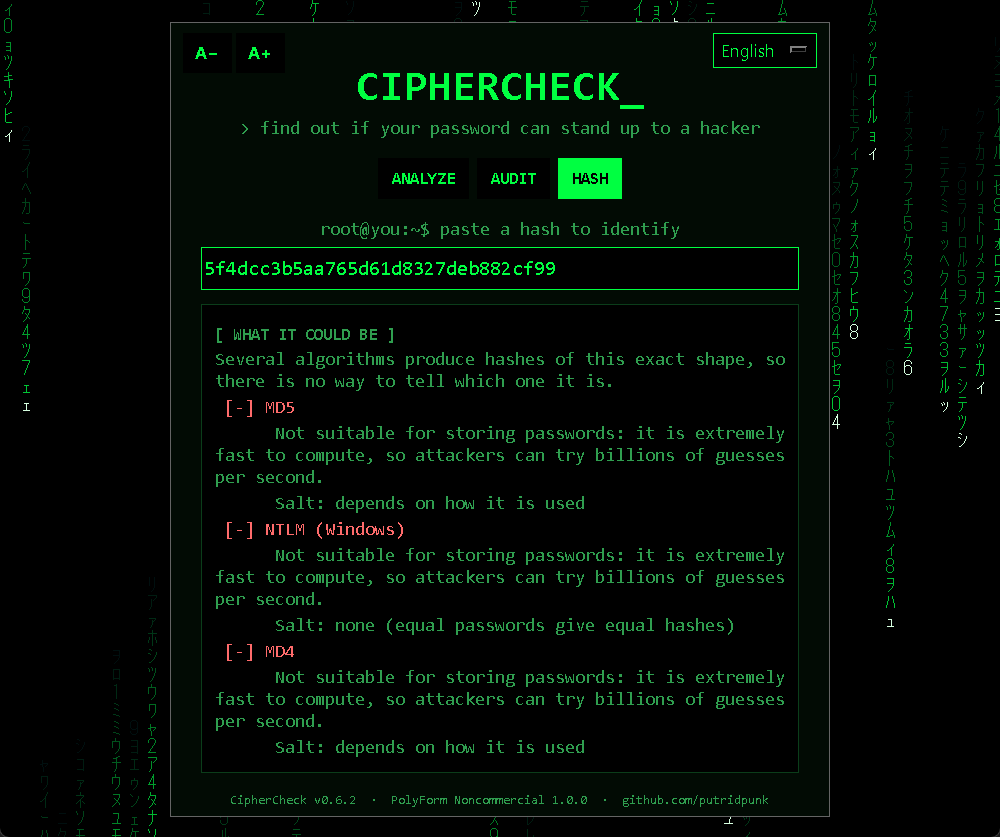 A- A+ English
CIPHERCHECK_
> find out if your password can stand up to a hacker
ANALYZE AUDIT HASH
root@you:~$ paste a hash to identify
5f4dcc3b5aa765d61d8327deb882cf99
[ WHAT IT COULD BE ]
Several algorithms produce hashes of this exact shape, so
there is no way to tell which one it is.
[-] MD5
Not suitable for storing passwords: it is extremely
fast to compute, so attackers can try billions of guesses
per second.
Salt: depends on how it is used
[-] NTLM (Windows)
Not suitable for storing passwords: it is extremely
fast to compute, so attackers can try billions of guesses
per second.
Salt: none (equal passwords give equal hashes)
[-] MD4
Not suitable for storing passwords: it is extremely
fast to compute, so attackers can try billions of guesses
per second.
Salt: depends on how it is used
CipherCheck v0.6.2 · PolyForm Noncommercial 1.0.0 · github.com/putridpunk